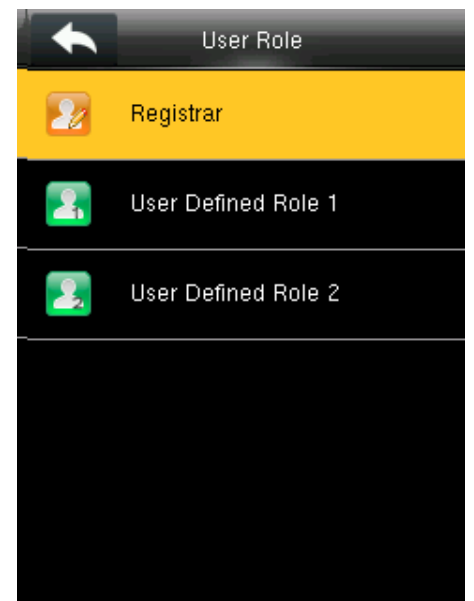 User Role
Registrar
User Defined Role 1
User Defined Role 2